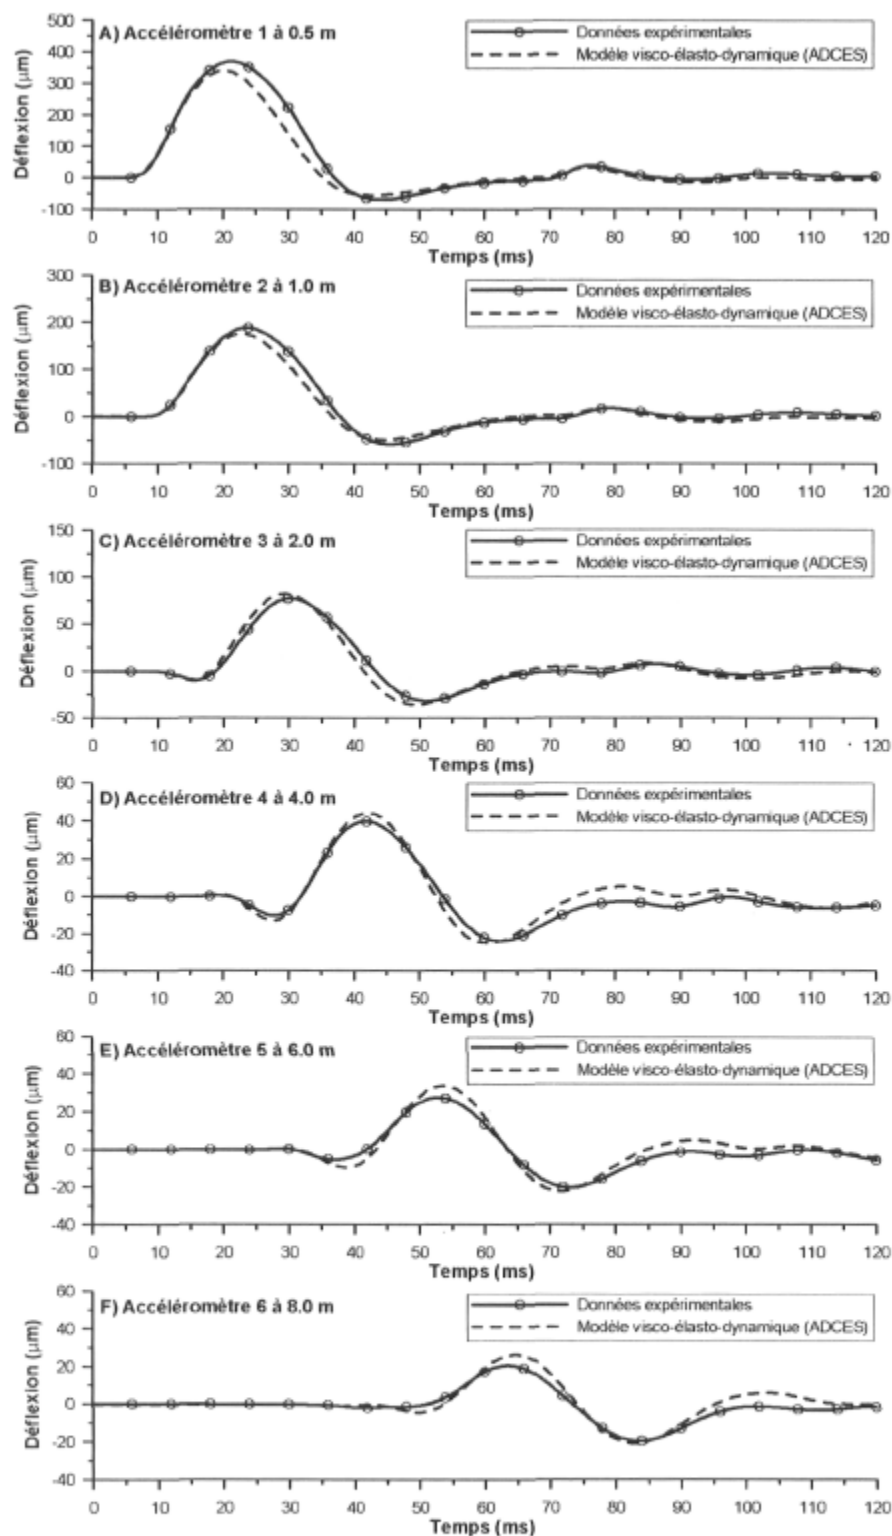 A) Accéléromètre 1 à 0.5 m
Données expérimentales
Modèle visco-élasto-dynamique (ADCES)
Déflexion (μm)
500
400
300
200
100
0
-100
0 10 20 30 40 50 60 70 80 90 100 110 120
Temps (ms)
B) Accéléromètre 2 à 1.0 m
Données expérimentales
Modèle visco-élasto-dynamique (ADCES)
Déflexion (μm)
300
200
100
0
-100
0 10 20 30 40 50 60 70 80 90 100 110 120
Temps (ms)
C) Accéléromètre 3 à 2.0 m
Données expérimentales
Modèle visco-élasto-dynamique (ADCES)
Déflexion (μm)
150
100
50
0
-50
0 10 20 30 40 50 60 70 80 90 100 110 120
Temps (ms)
D) Accéléromètre 4 à 4.0 m
Données expérimentales
Modèle visco-élasto-dynamique (ADCES)
Déflexion (μm)
60
40
20
0
-20
-40
0 10 20 30 40 50 60 70 80 90 100 110 120
Temps (ms)
E) Accéléromètre 5 à 6.0 m
Données expérimentales
Modèle visco-élasto-dynamique (ADCES)
Déflexion (μm)
60
40
20
0
-20
-40
0 10 20 30 40 50 60 70 80 90 100 110 120
Temps (ms)
F) Accéléromètre 6 à 8.0 m
Données expérimentales
Modèle visco-élasto-dynamique (ADCES)
Déflexion (μm)
60
40
20
0
-20
-40
0 10 20 30 40 50 60 70 80 90 100 110 120
Temps (ms)